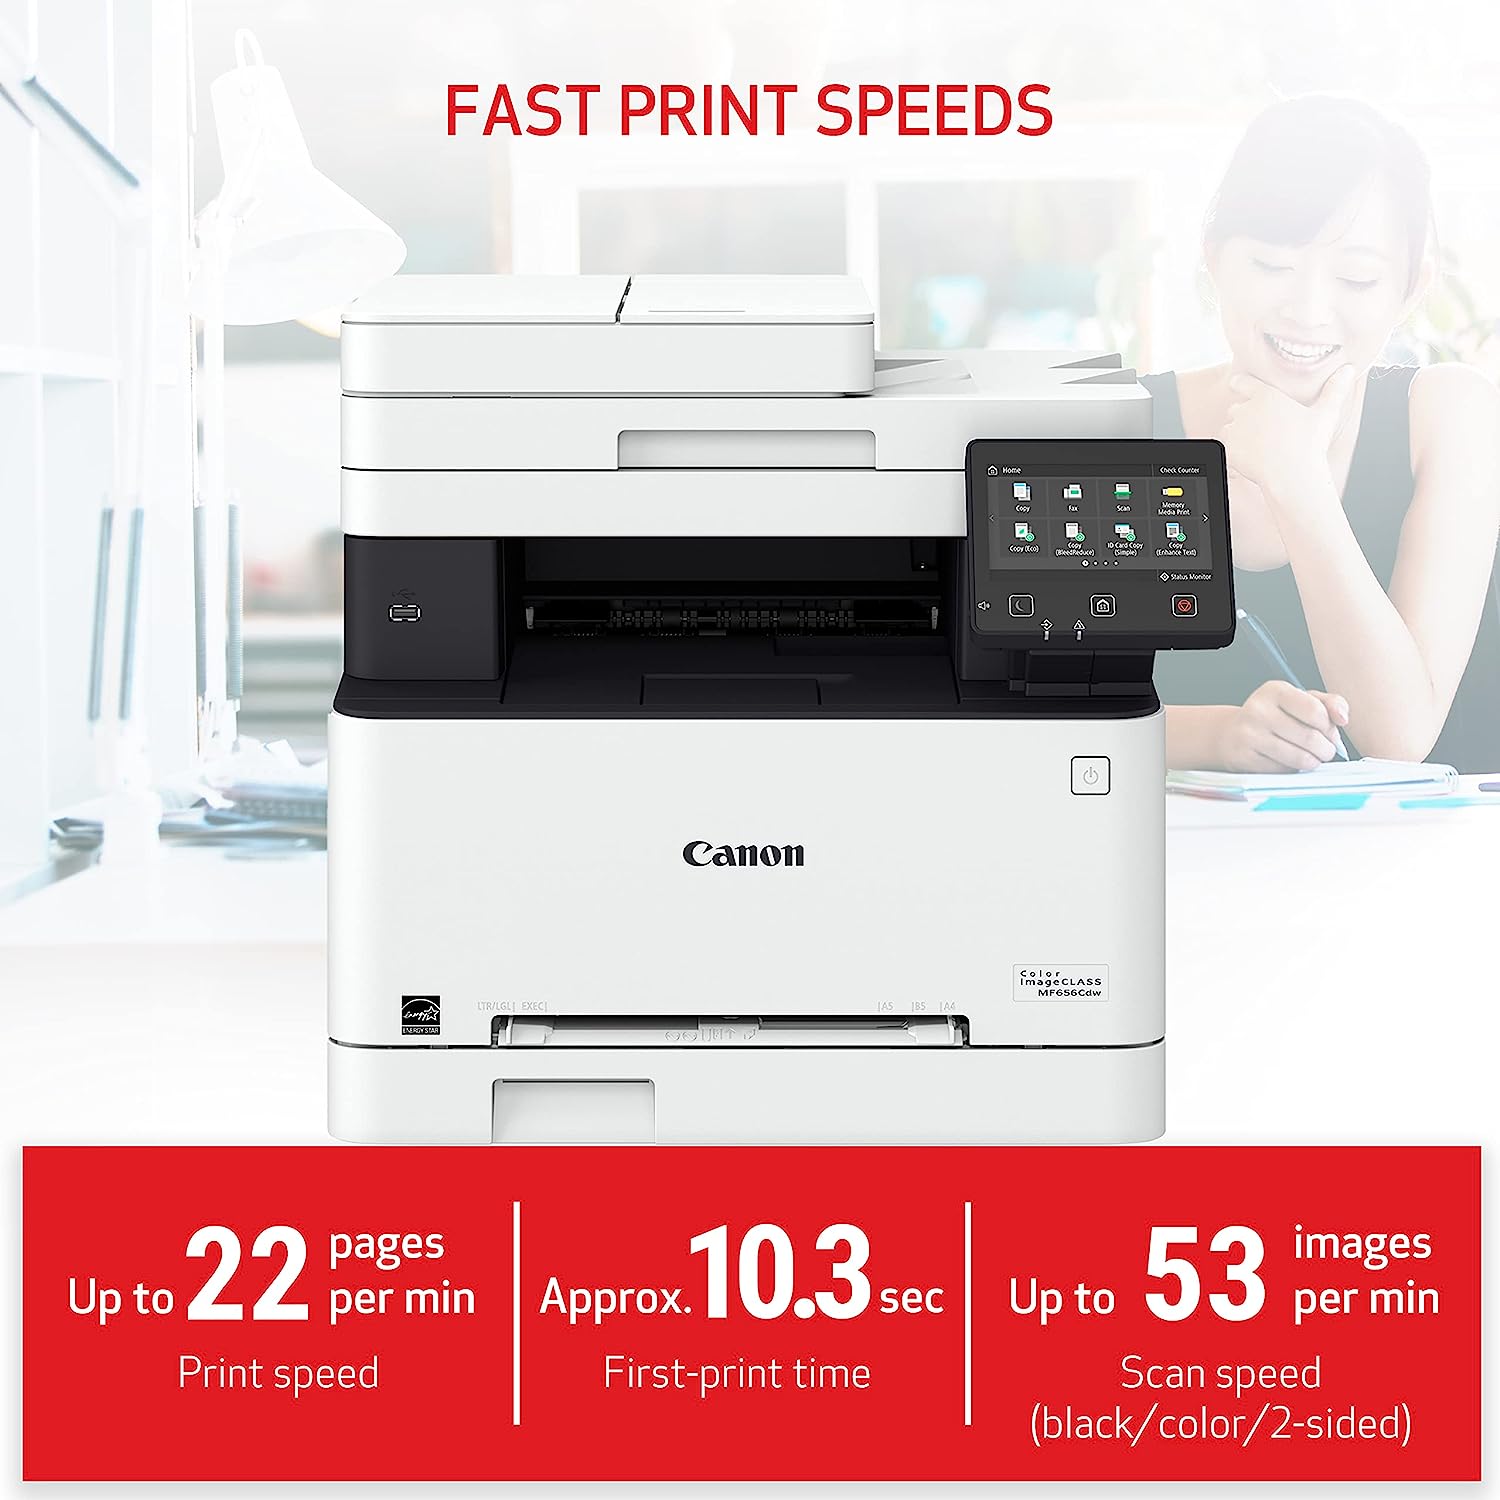 FAST PRINT SPEEDS
Home
Check Counter
Copy
Fax
Scan
Memory
Media Print
Copy (Eco)
Copy
(BleedReduce)
ID Card Copy
(Simple)
Copy
(Enhance Text)
Status Monitor
Canon
Color
imageCLASS
MF656Cdw
ENERGY STAR
LTR/LGL EXEC
A5 B5 A4
Up to 22 pages per min
Print speed
Approx. 10.3 sec
First-print time
Up to 53 images per min
Scan speed
(black/color/2-sided)